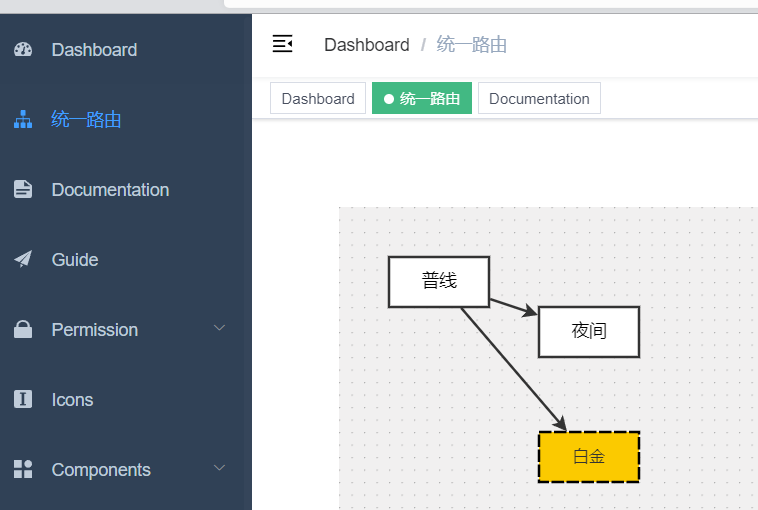 Dashboard
统一路由
Documentation
Guide
Permission
Icons
Components
Dashboard / 统一路由
Dashboard
统一路由
Documentation
普线
夜间
白金